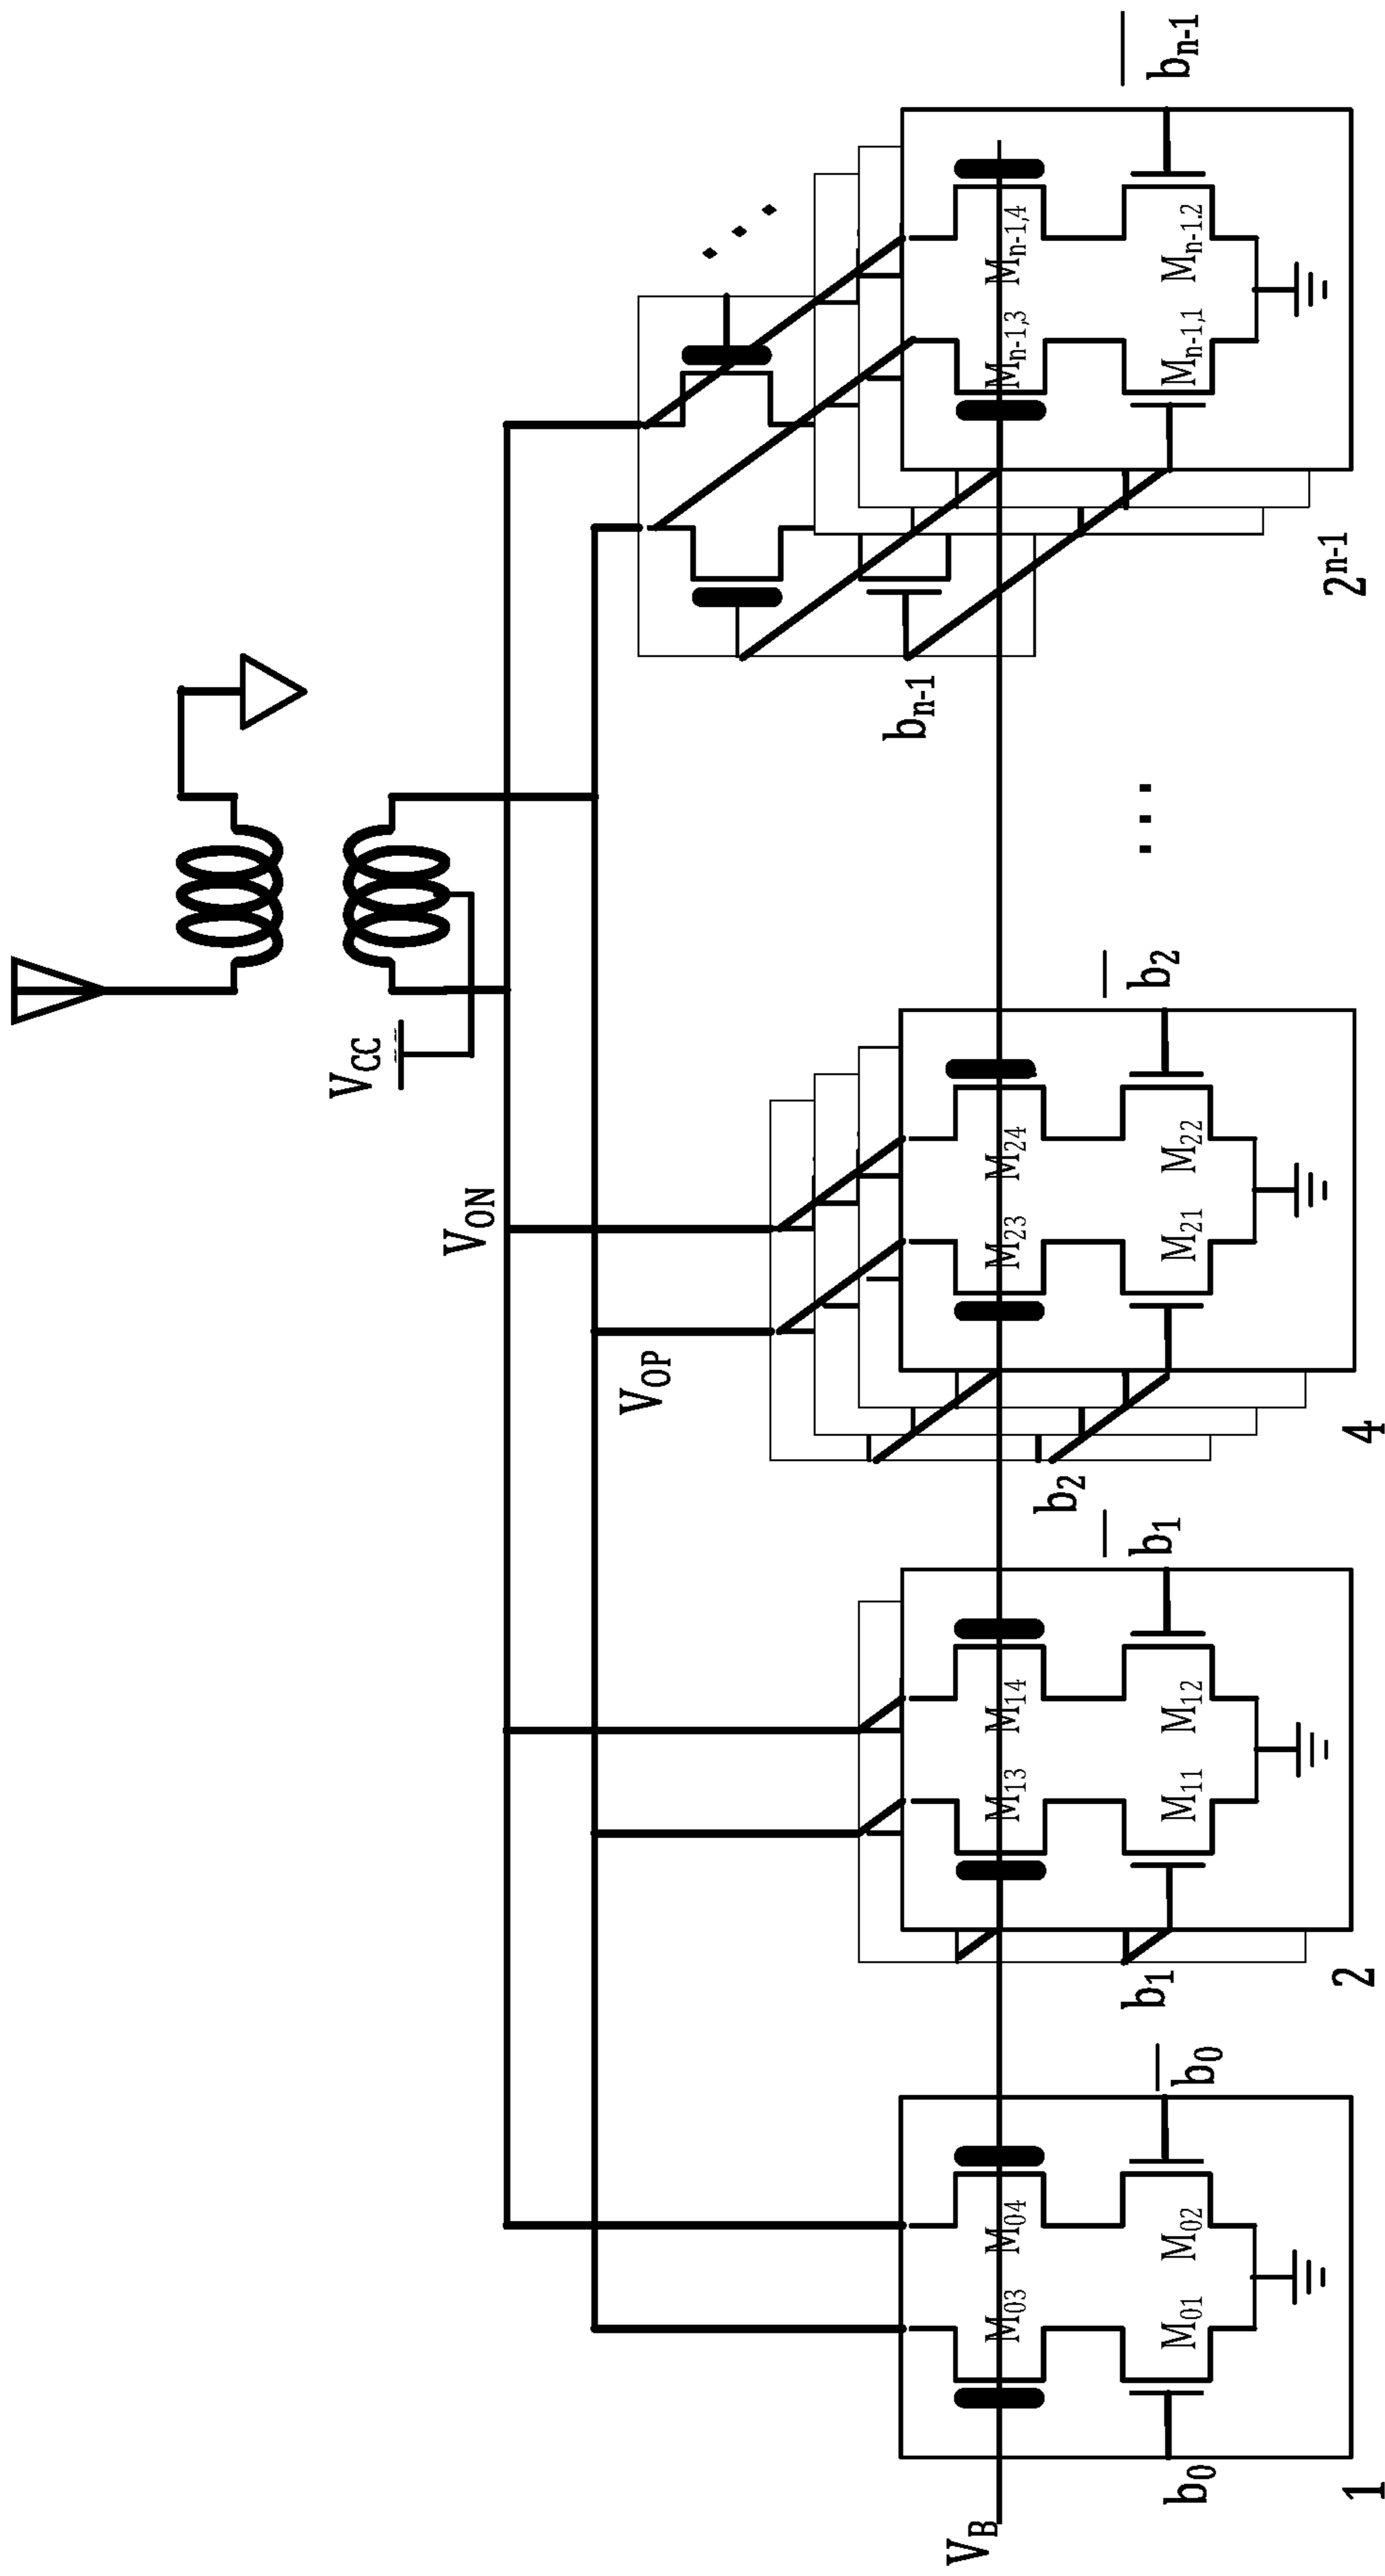 V_CC
V_ON
V_OP
V_B
M_03 M_04
M_01 M_02
b_0
b̅_0
1
M_13 M_14
M_11 M_12
b_1
b̅_1
2
M_23 M_24
M_21 M_22
b_2
b̅_2
4
...
...
M_n-1,3 M_n-1,4
M_n-1,1 M_n-1.2
b_n-1
b̅_n-1
2^n-1